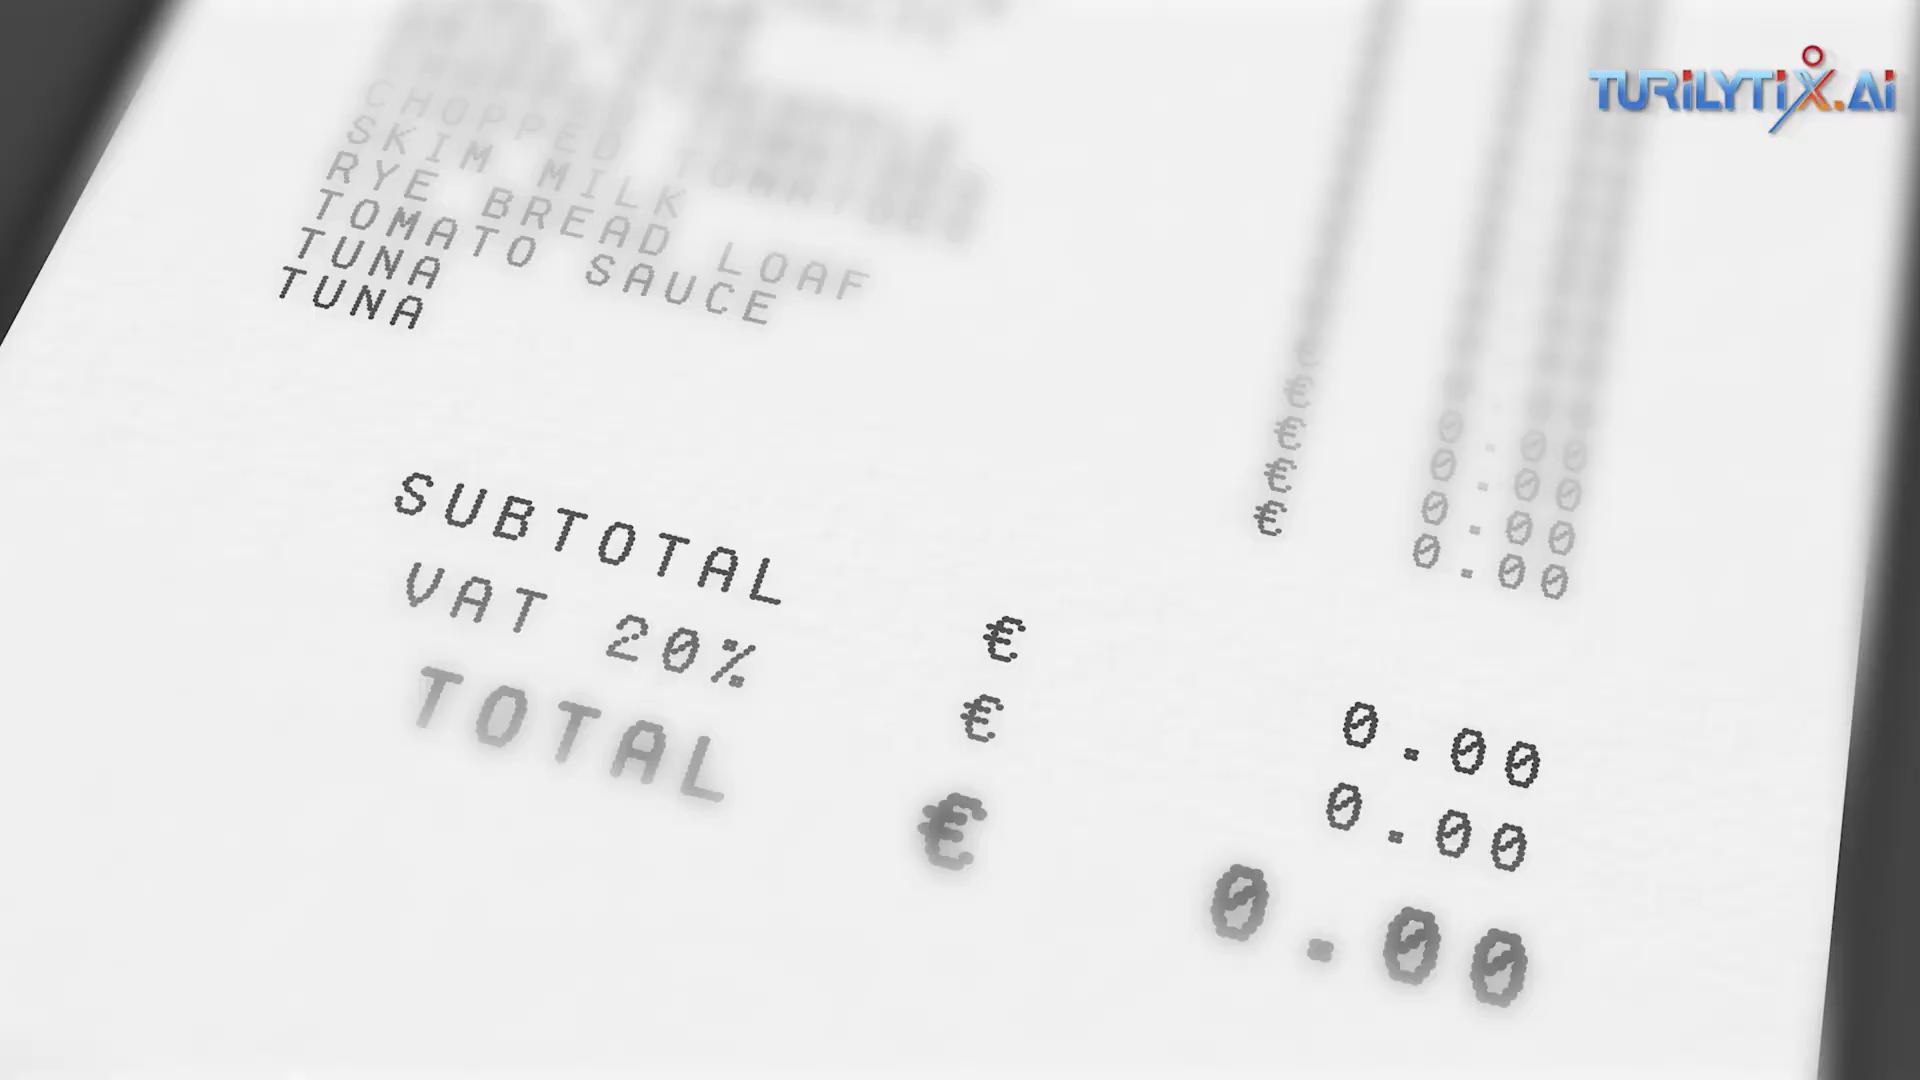 TURILYTIX.AI
CHOPPED TOMATOES
SKIM MILK
RYE BREAD LOAF
TOMATO SAUCE
TUNA
TUNA
€ 0.00
€ 0.00
€ 0.00
€ 0.00
SUBTOTAL € 0.00
VAT 20% € 0.00
TOTAL € 0.00